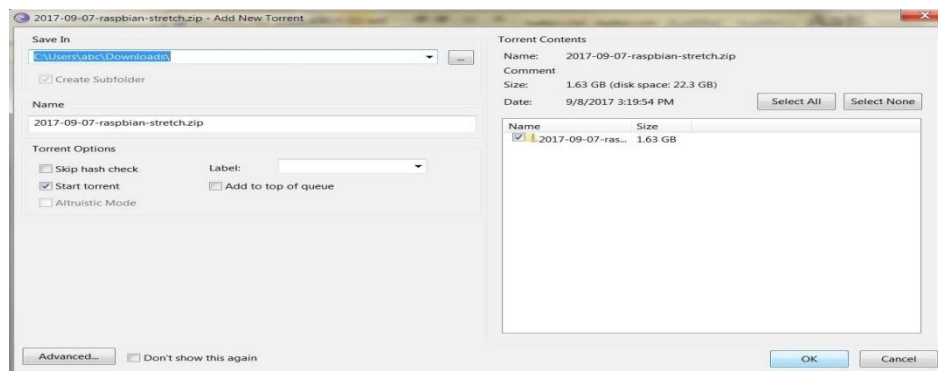 2017-09-07-raspbian-stretch.zip - Add New Torrent
Save In
C:\Users\abc\Downloads\
...
Create Subfolder
Name
2017-09-07-raspbian-stretch.zip
Torrent Options
Skip hash check
Label:
Start torrent
Add to top of queue
Altruistic Mode
Advanced...
Don't show this again
Torrent Contents
Name: 2017-09-07-raspbian-stretch.zip
Comment
Size: 1.63 GB (disk space: 22.3 GB)
Date: 9/8/2017 3:19:54 PM
Select All
Select None
Name Size
2017-09-07-ras... 1.63 GB
OK
Cancel